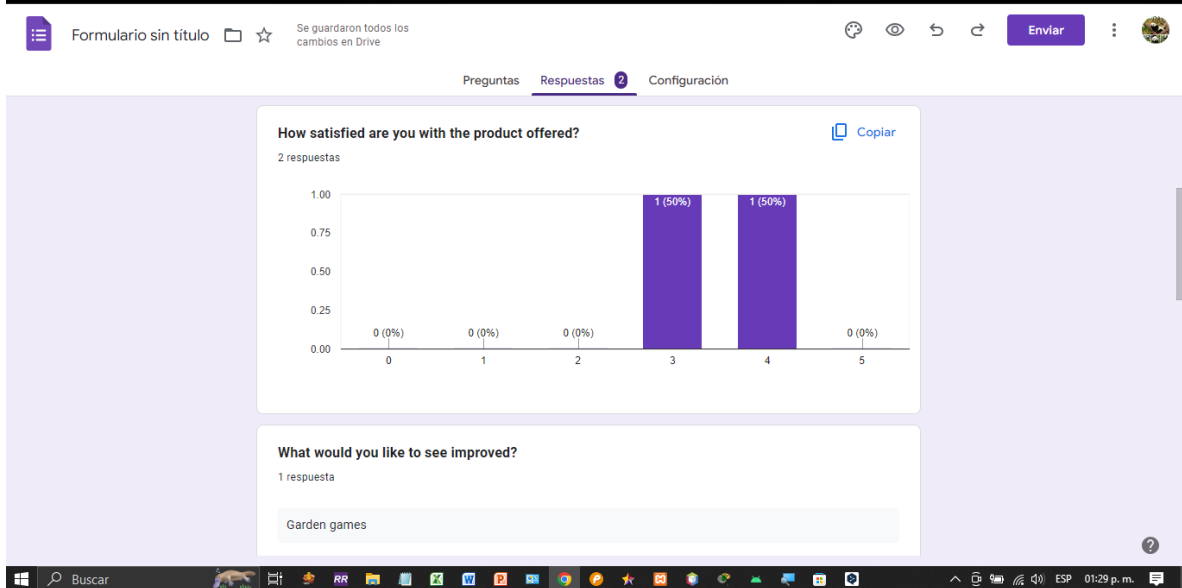 Formulario sin título
Se guardaron todos los
cambios en Drive
Enviar
Preguntas Respuestas 2 Configuración
How satisfied are you with the product offered?
Copiar
2 respuestas
1.00
0.75
0.50
0.25
0.00
0 (0%) 0 (0%) 0 (0%) 1 (50%) 1 (50%) 0 (0%)
0 1 2 3 4 5
What would you like to see improved?
1 respuesta
Garden games
Buscar
RR
ESP 01:29 p. m.